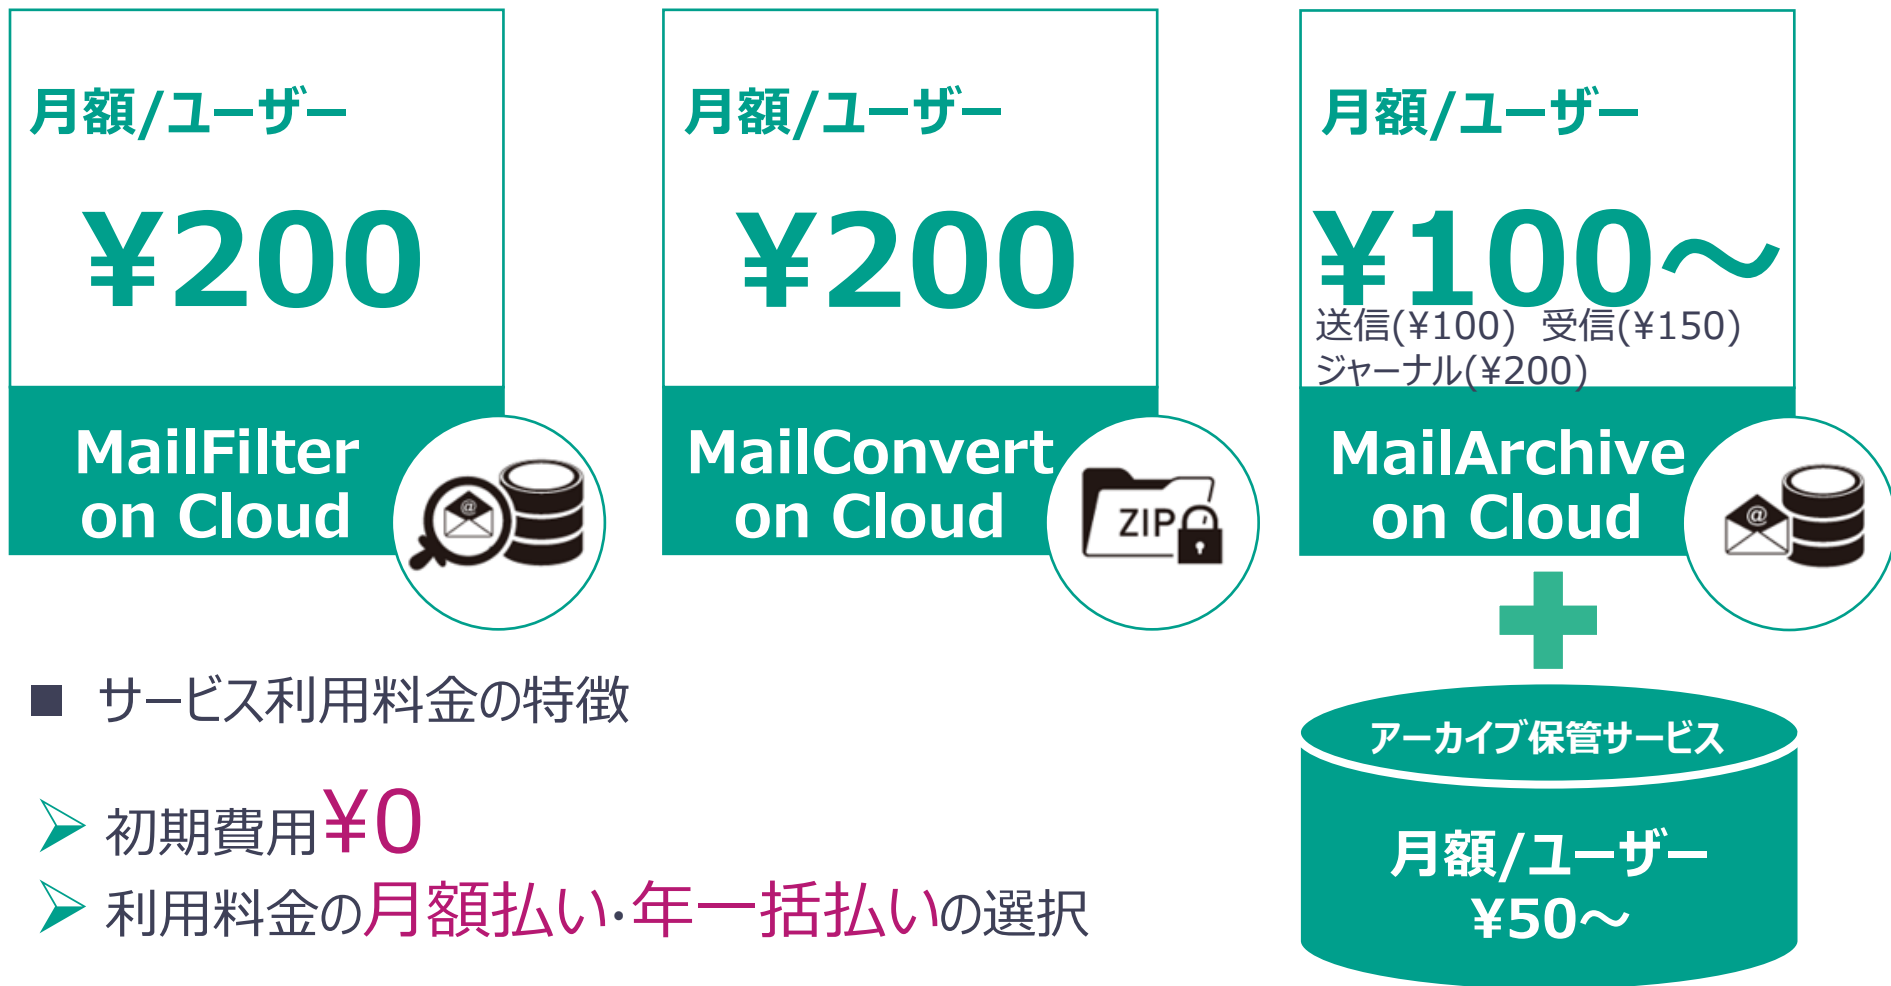 月額/ユーザー
¥200
MailFilter
on Cloud
月額/ユーザー
¥200
MailConvert
on Cloud
ZIP
月額/ユーザー
¥100～
送信(¥100) 受信(¥150)
ジャーナル(¥200)
MailArchive
on Cloud
アーカイブ保管サービス
月額/ユーザー
¥50～
■ サービス利用料金の特徴
➢ 初期費用¥0
➢ 利用料金の月額払い・年一括払いの選択